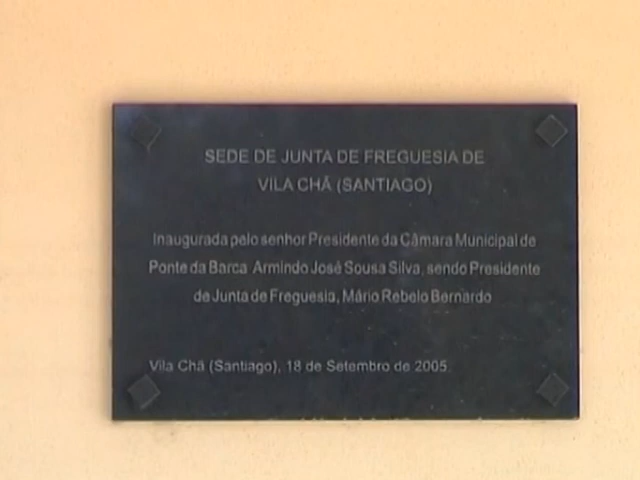 SEDE DE JUNTA DE FREGUESIA DE
VILA CHÃ (SANTIAGO)
Inaugurada pelo senhor Presidente da Câmara Municipal de
Ponte da Barca Armindo José Sousa Silva, sendo Presidente
de Junta de Freguesia, Mário Rebelo Bernardo
Vila Chã (Santiago), 18 de Setembro de 2005.